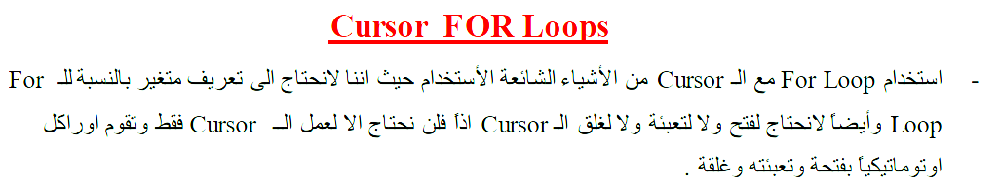 Cursor FOR Loops
- استخدام For Loop مع الـ Cursor من الأشياء الشائعة الأستخدام حيث اننا لانحتاج الى تعريف متغير بالنسبة للـ For
Loop وأيضاً لانحتاج لفتح ولا لتعبئة ولا لغلق الـ Cursor اذاً فلن نحتاج الا لعمل الــ Cursor فقط وتقوم اوراكل
اوتوماتيكياً بفتحة وتعبئته وغلقة .